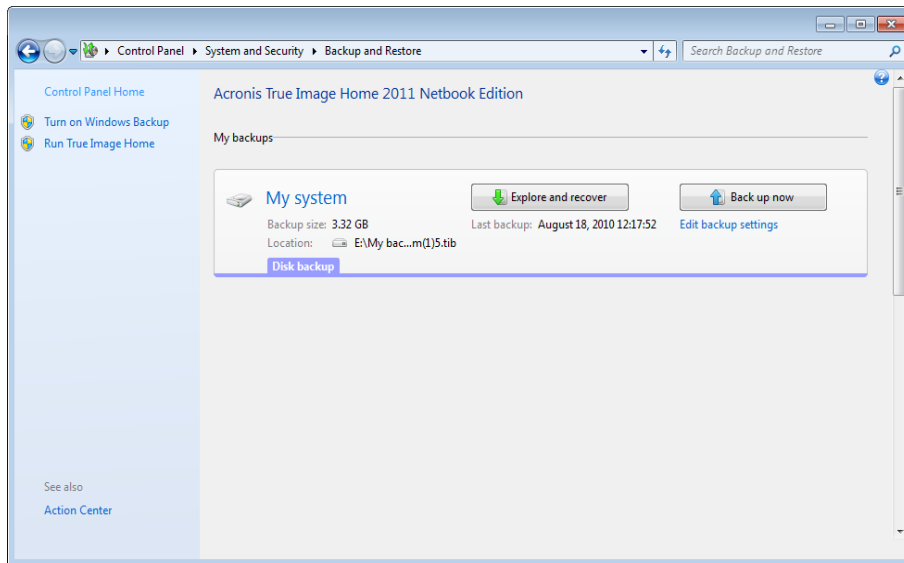 Control Panel ▸ System and Security ▸ Backup and Restore
Search Backup and Restore
Control Panel Home
Turn on Windows Backup
Run True Image Home
See also
Action Center
Acronis True Image Home 2011 Netbook Edition
My backups
My system
Explore and recover
Back up now
Backup size: 3.32 GB
Last backup: August 18, 2010 12:17:52
Edit backup settings
Location: E:\My bac...m(1)5.tib
Disk backup